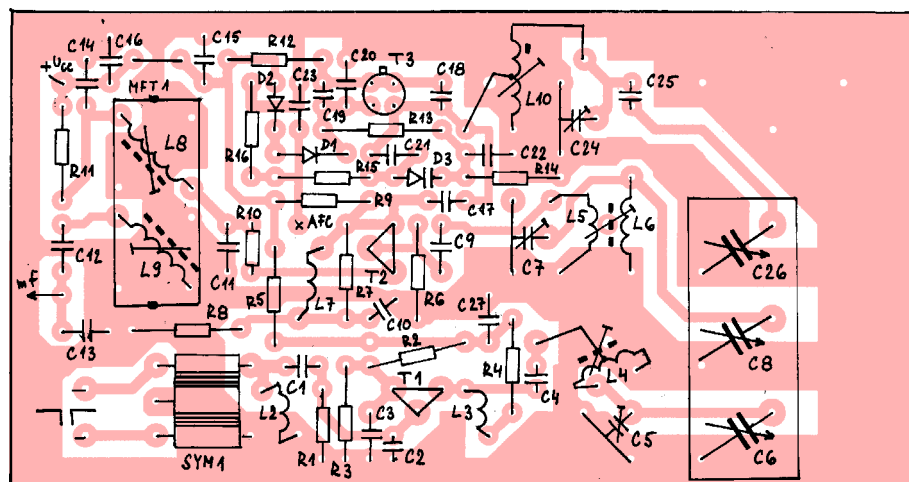 C14 C16 C15 R12 C20 T3
+Ucc MFT1 D2 C23 C19 C18 C25
L8 L10
R11 R16 R13 C24
D1 C21 D3 C22
R15 R14
R9 C17
x AFC
R10 L5 L6
C12 L9 C11 C9 C7 C26
mf R5 L7 R7 T2 R6
C13 R8 C10 C27
R2 R4 C8
C1 T1 C4 L4
L2 L3
C3 C5
SYM1 R1 R3 C2 C6